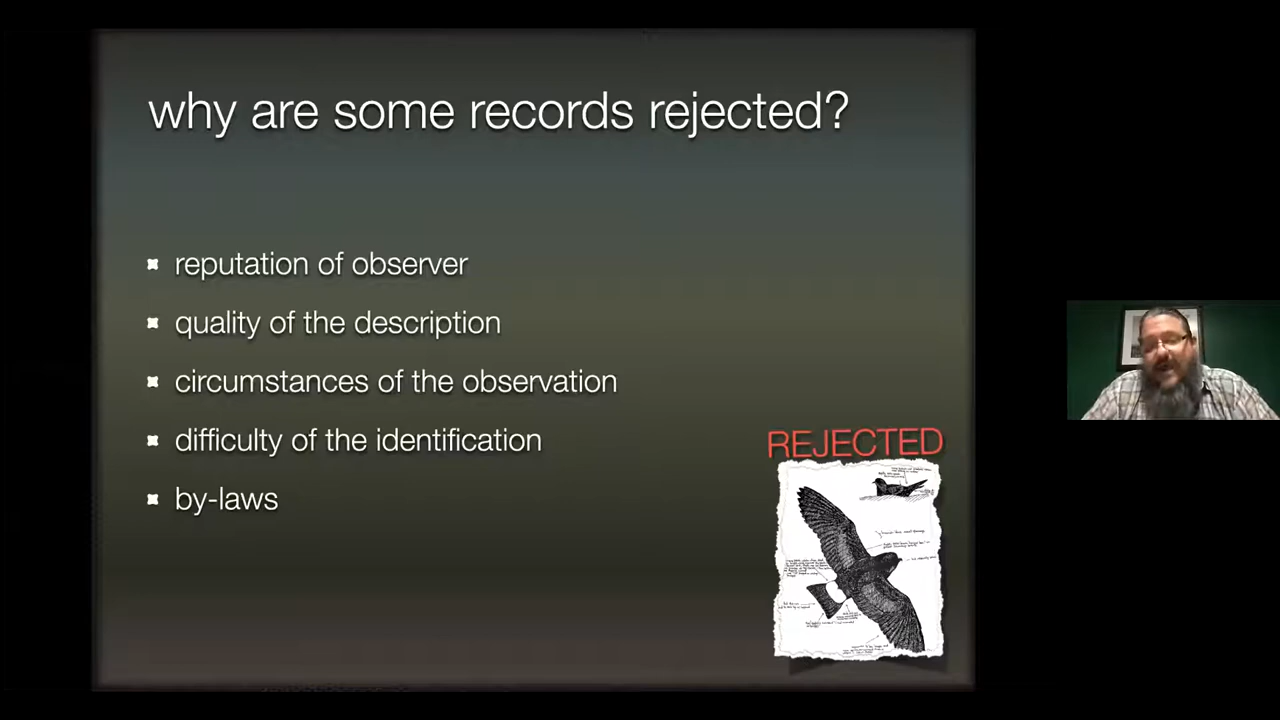 why are some records rejected?
reputation of observer
quality of the description
circumstances of the observation
difficulty of the identification
by-laws
REJECTED